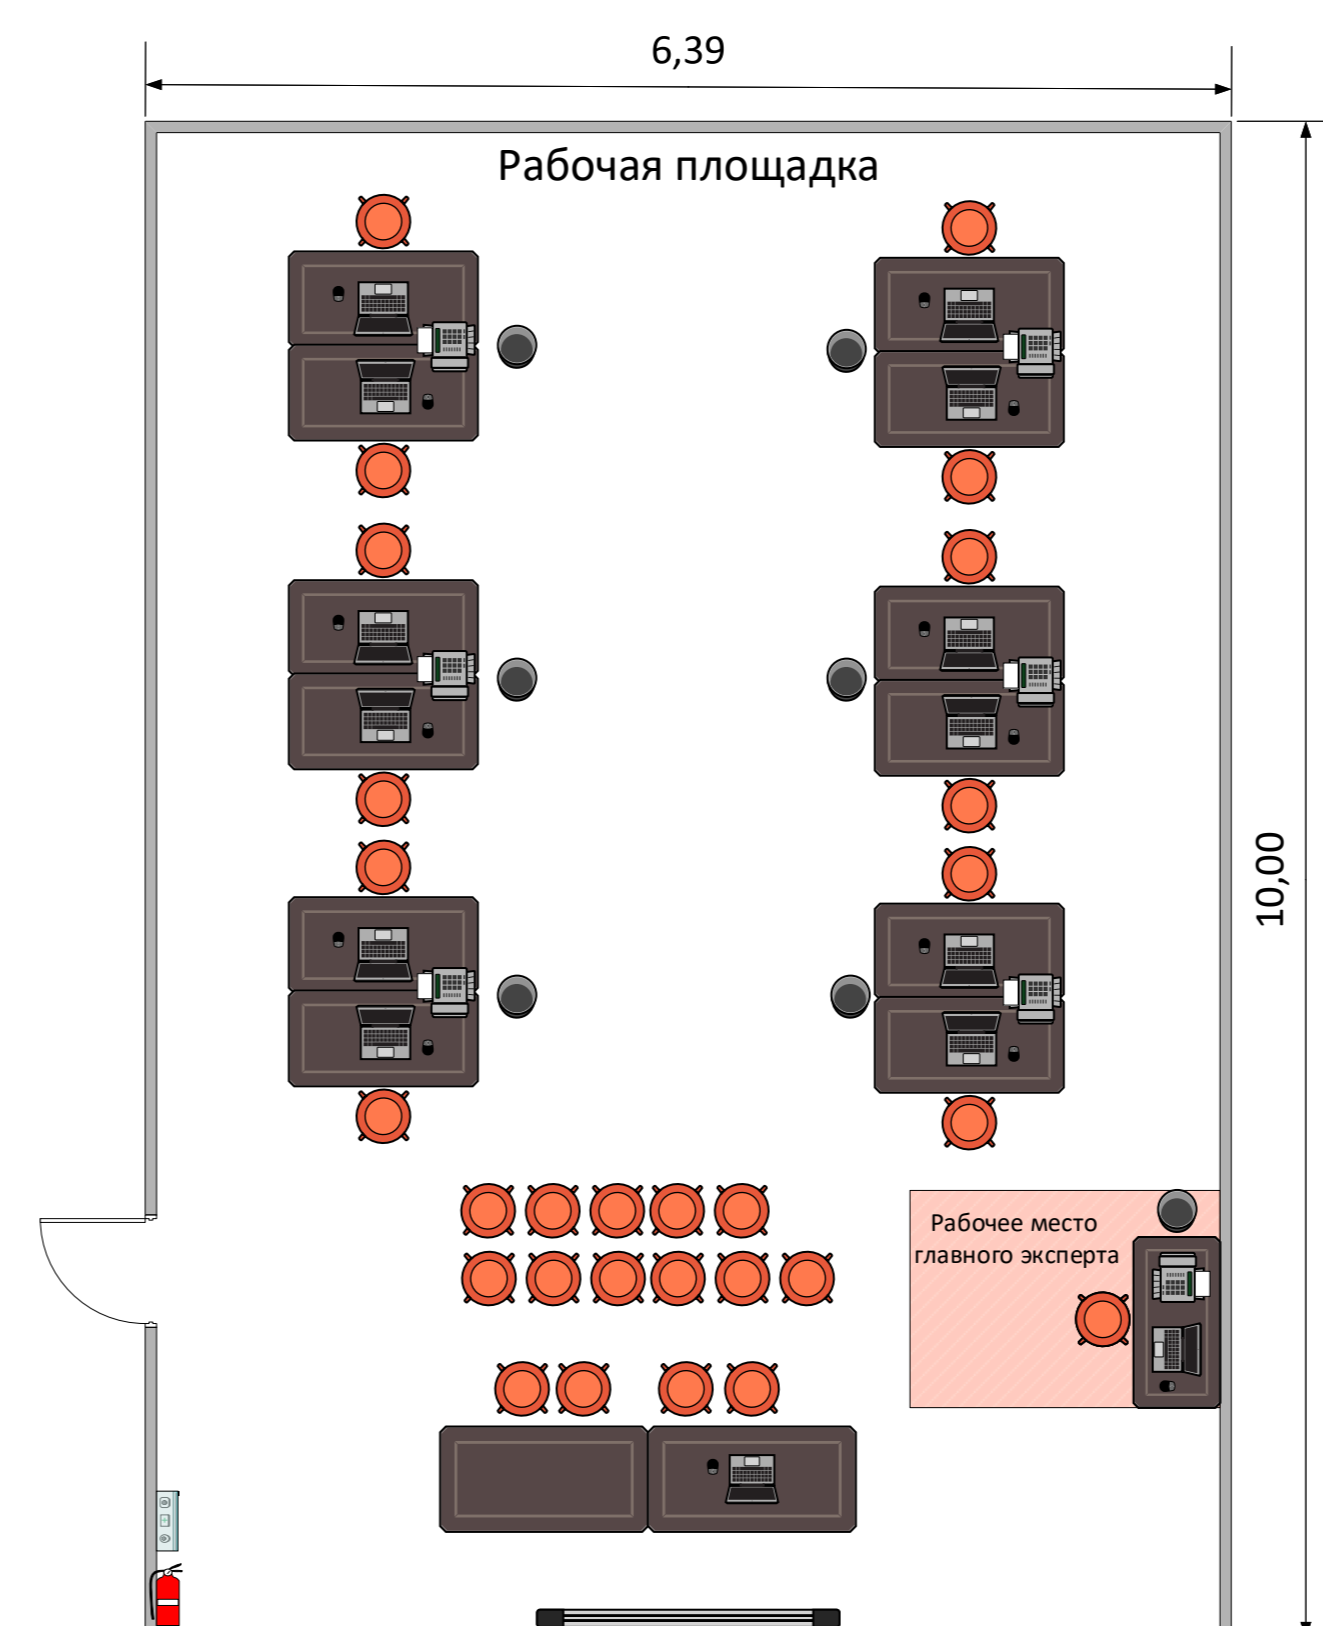 6,39
Рабочая площадка
10,00
Рабочее место
главного эксперта